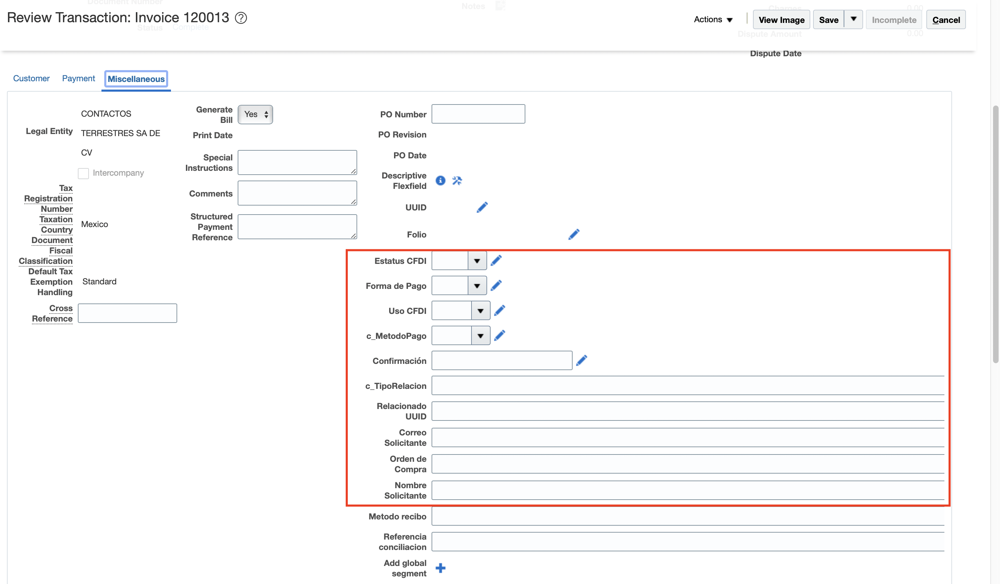 Document Number
Notes
Charges
0.00
Review Transaction: Invoice 120013
Actions
View Image
Save
Incomplete
Cancel
Status
Complete
Dispute Amount
0.00
Dispute Date
Customer
Payment
Miscellaneous
Legal Entity
CONTACTOS
TERRESTRES SA DE
CV
Intercompany
Tax
Registration
Number
Taxation
Country
Mexico
Document
Fiscal
Classification
Default Tax
Exemption
Handling
Standard
Cross
Reference
Generate
Bill
Yes
Print Date
Special
Instructions
Comments
Structured
Payment
Reference
PO Number
PO Revision
PO Date
Descriptive
Flexfield
UUID
Folio
Estatus CFDI
Forma de Pago
Uso CFDI
c_MetodoPago
Confirmación
c_TipoRelacion
Relacionado
UUID
Correo
Solicitante
Orden de
Compra
Nombre
Solicitante
Metodo recibo
Referencia
conciliacion
Add global
segment